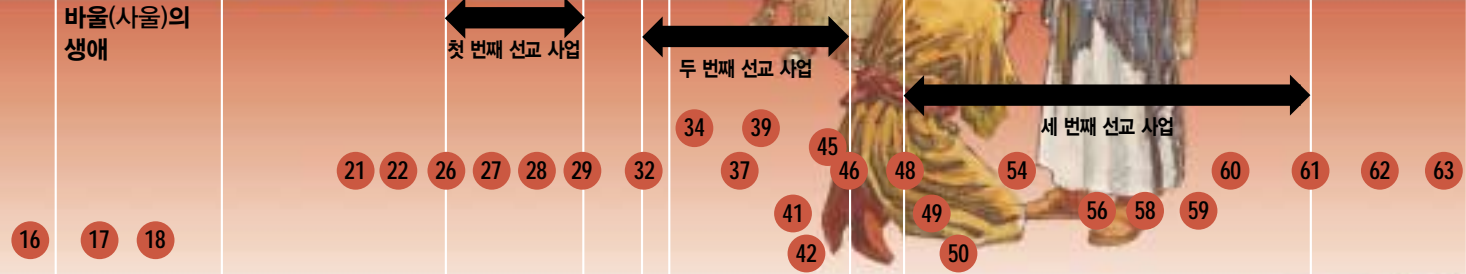 바울(사울)의
생애
첫 번째 선교 사업
두 번째 선교 사업
세 번째 선교 사업
34 39
45
21 22 26 27 28 29 32 37 46 48 54 60 61 62 63
41 49 56 58 59
16 17 18 42 50